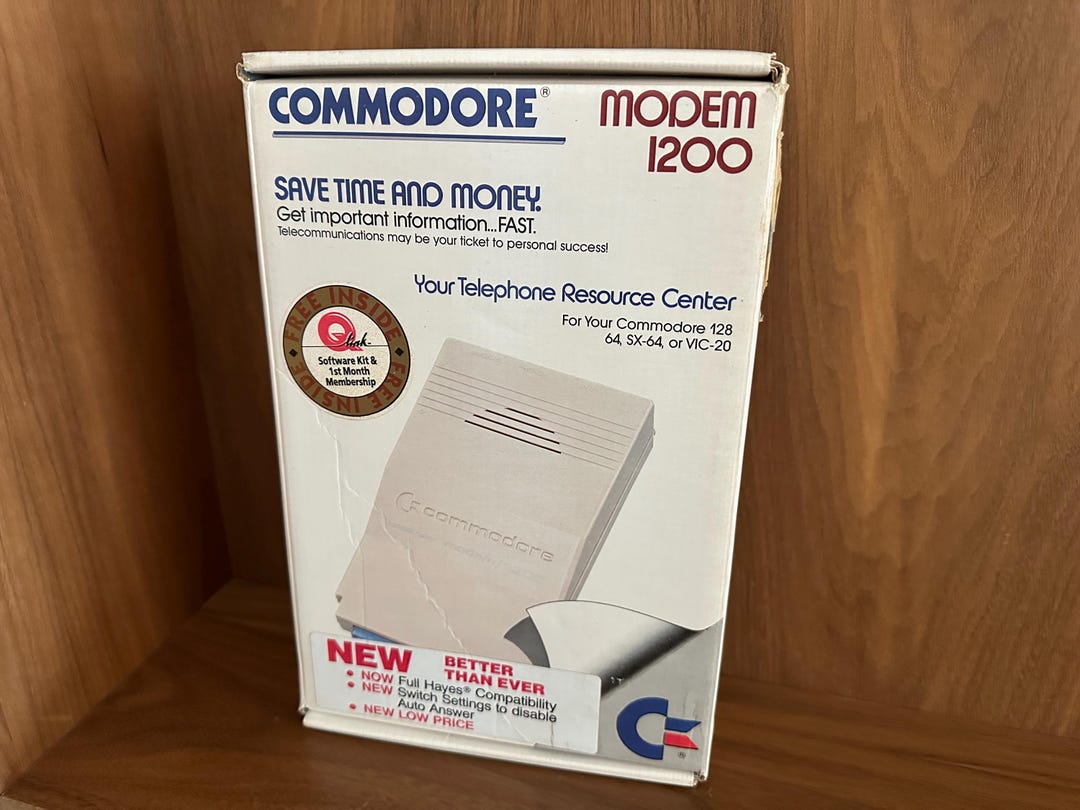 COMMODORE®
MODEM
1200
SAVE TIME AND MONEY.
Get important information...FAST.
Telecommunications may be your ticket to personal success!
Your Telephone Resource Center
For Your Commodore 128
64, SX-64, or VIC-20
FREE INSIDE
FREE INSIDE
Qlink
Software Kit &
1st Month
Membership
commodore
NEW
BETTER
THAN EVER
• NOW Full Hayes® Compatibility
• NEW Switch Settings to disable
Auto Answer
• NEW LOW PRICE
®